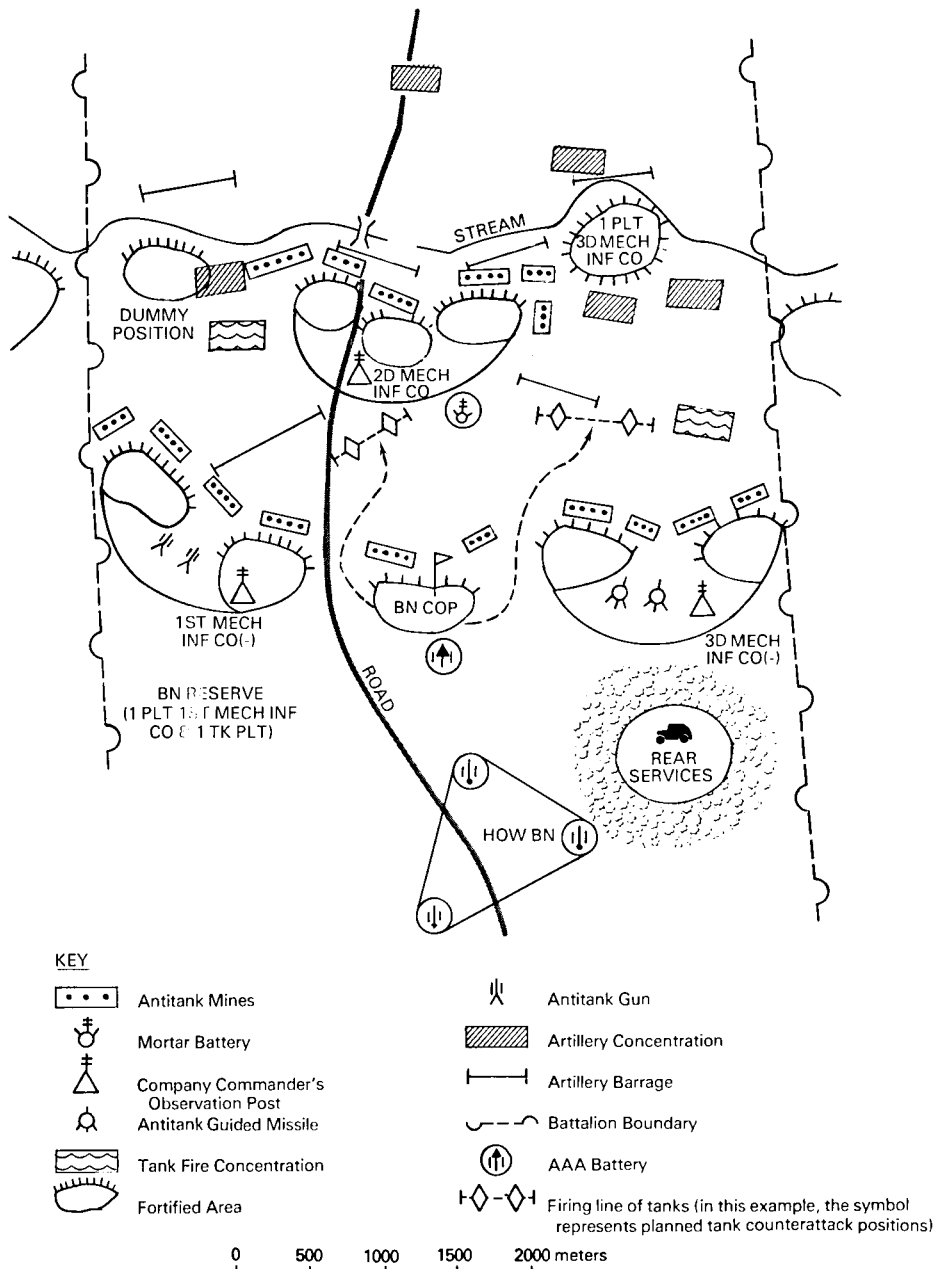 STREAM
1 PLT
3D MECH
INF CO
DUMMY
POSITION
2D MECH
INF CO
BN COP
1ST MECH
INF CO(-)
3D MECH
INF CO(-)
BN RESERVE
(1 PLT 1ST MECH INF
CO & 1 TK PLT)
ROAD
REAR
SERVICES
HOW BN
KEY
Antitank Mines
Mortar Battery
Company Commander's
Observation Post
Antitank Guided Missile
Tank Fire Concentration
Fortified Area
Antitank Gun
Artillery Concentration
Artillery Barrage
Battalion Boundary
AAA Battery
Firing line of tanks (in this example, the symbol
represents planned tank counterattack positions)
0 500 1000 1500 2000 meters